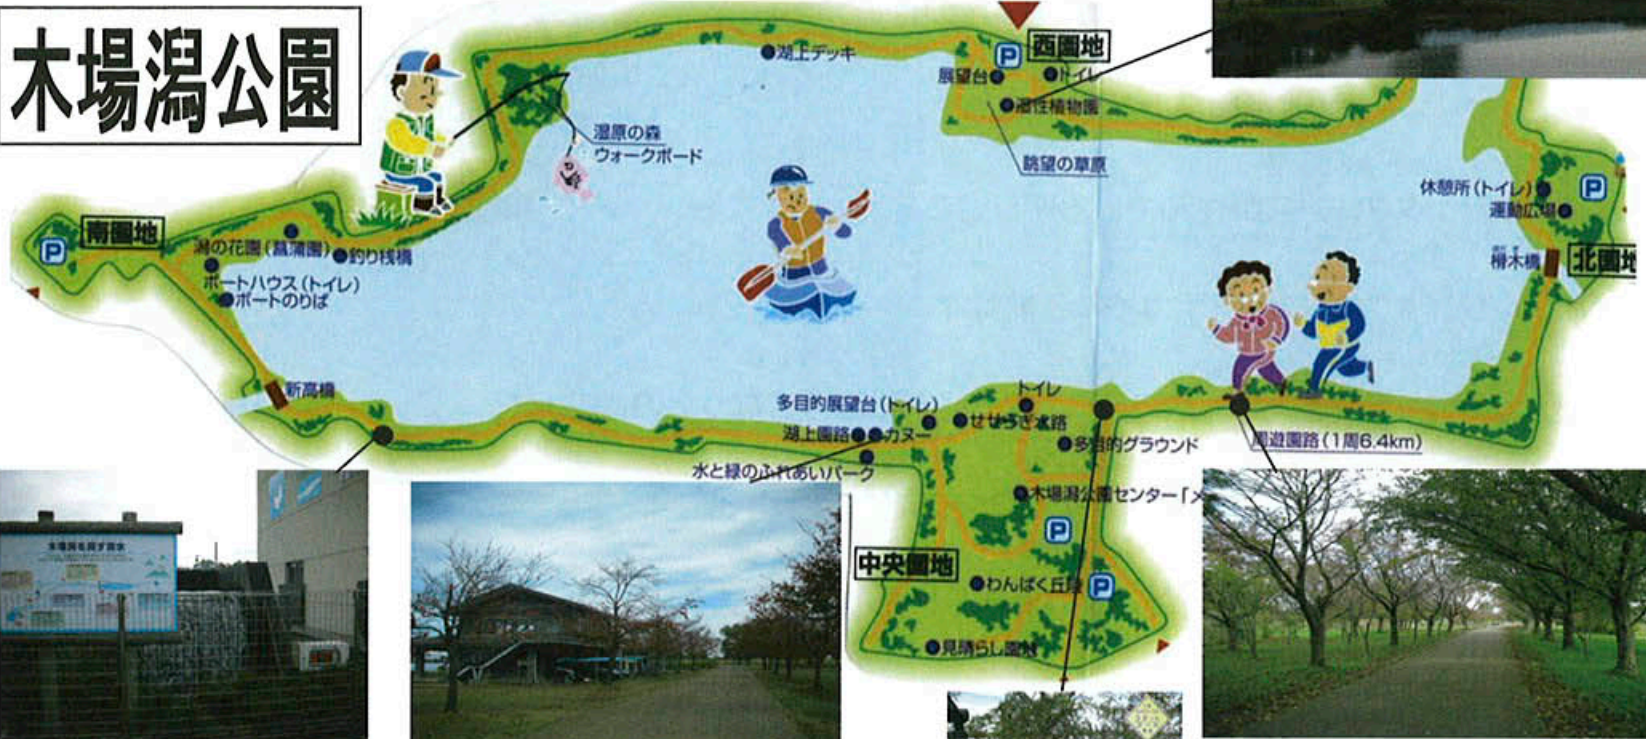 木場潟公園
湖上デッキ
西園地
P
展望台
トイレ
湿性植物園
眺望の草原
湿原の森
ウォークボード
休憩所(トイレ)
P
運動広場
北園地
南園地
P
潟の花園(菖蒲園)
釣り桟橋
ボートハウス(トイレ)
ボートのりば
新高橋
多目的展望台(トイレ)
トイレ
せせらぎ水路
湖上園路
カヌー
多目的グラウンド
周遊園路(1周6.4km)
水と緑のふれあいパーク
木場潟公園センター「メ
P
中央園地
わんぱく丘陵
P
見晴らし園地